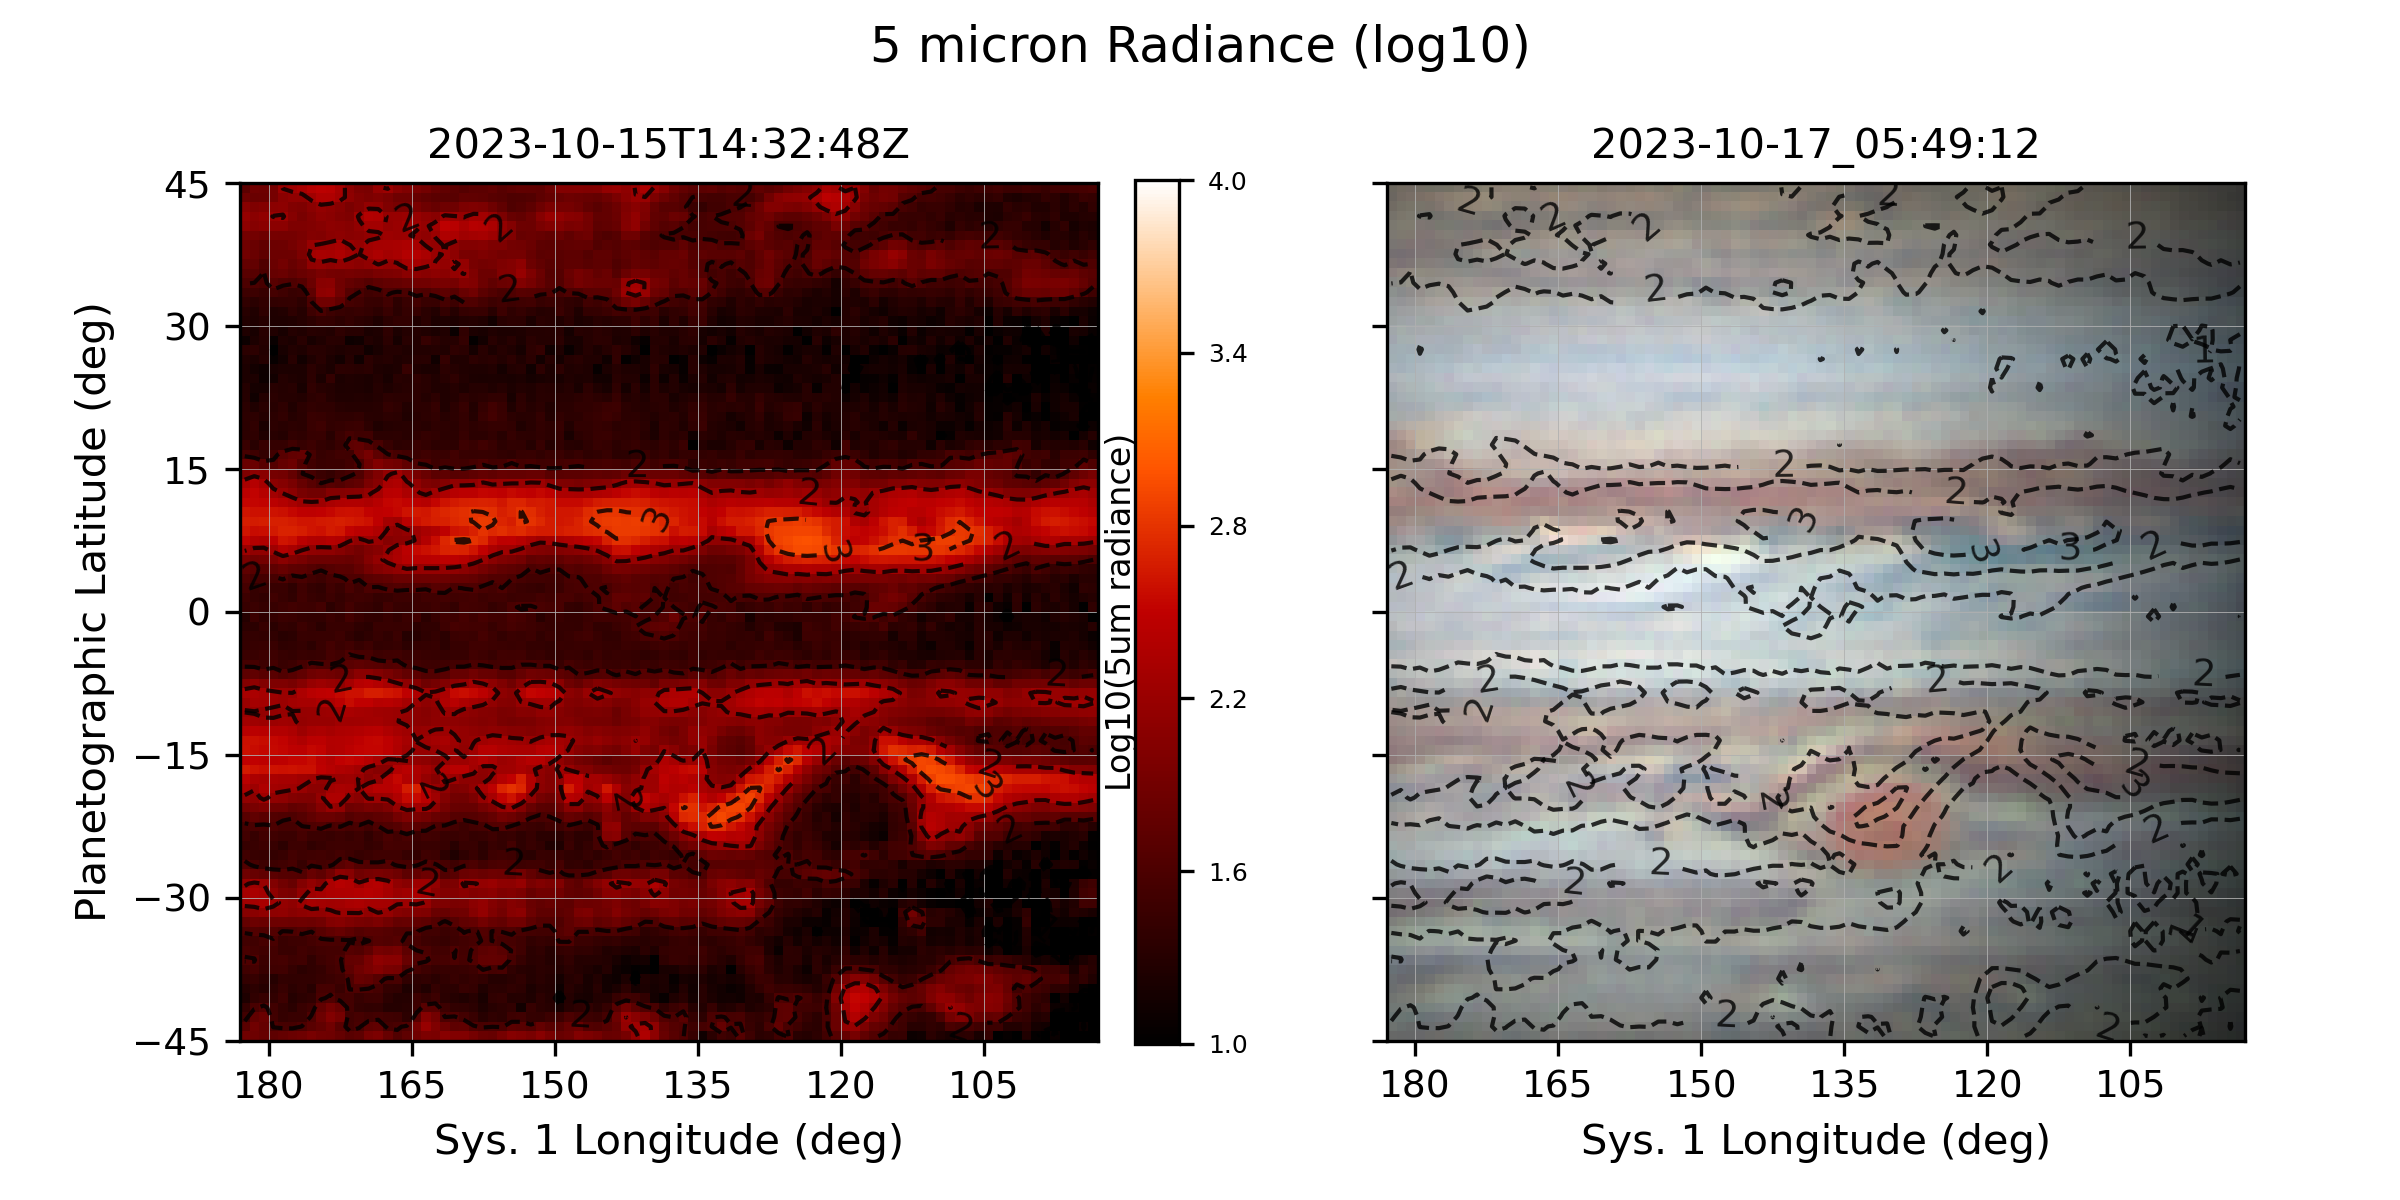 5 micron Radiance (log10)
2023-10-15T14:32:48Z
2023-10-17_05:49:12
Planetographic Latitude (deg)
45
30
15
0
−15
−30
−45
180 165 150 135 120 105
Sys. 1 Longitude (deg)
Log10(5um radiance)
4.0
3.4
2.8
2.2
1.6
1.0
180 165 150 135 120 105
Sys. 1 Longitude (deg)